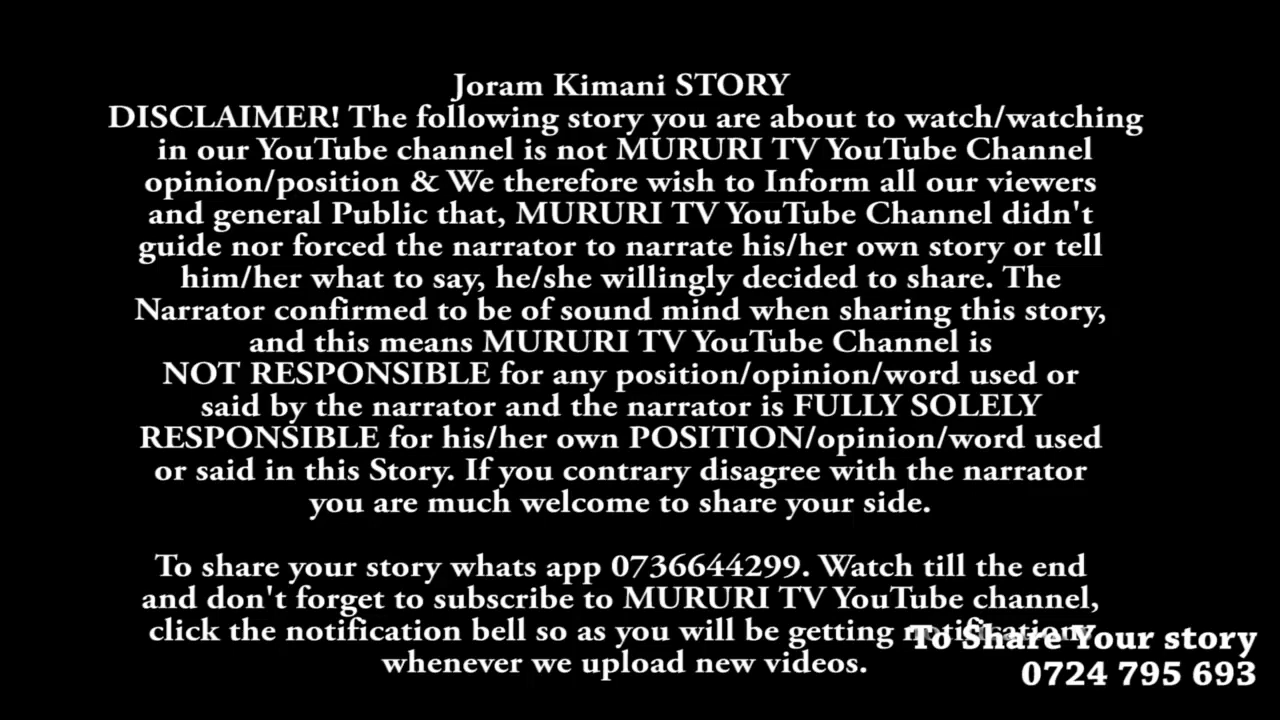 Joram Kimani STORY
DISCLAIMER! The following story you are about to watch/watching
in our YouTube channel is not MURURI TV YouTube Channel
opinion/position & We therefore wish to Inform all our viewers
and general Public that, MURURI TV YouTube Channel didn't
guide nor forced the narrator to narrate his/her own story or tell
him/her what to say, he/she willingly decided to share. The
Narrator confirmed to be of sound mind when sharing this story,
and this means MURURI TV YouTube Channel is
NOT RESPONSIBLE for any position/opinion/word used or
said by the narrator and the narrator is FULLY SOLELY
RESPONSIBLE for his/her own POSITION/opinion/word used
or said in this Story. If you contrary disagree with the narrator
you are much welcome to share your side.
To share your story whats app 0736644299. Watch till the end
and don't forget to subscribe to MURURI TV YouTube channel,
click the notification bell so as you will be getting
whenever we upload new videos.
To Share Your story
0724 795 693